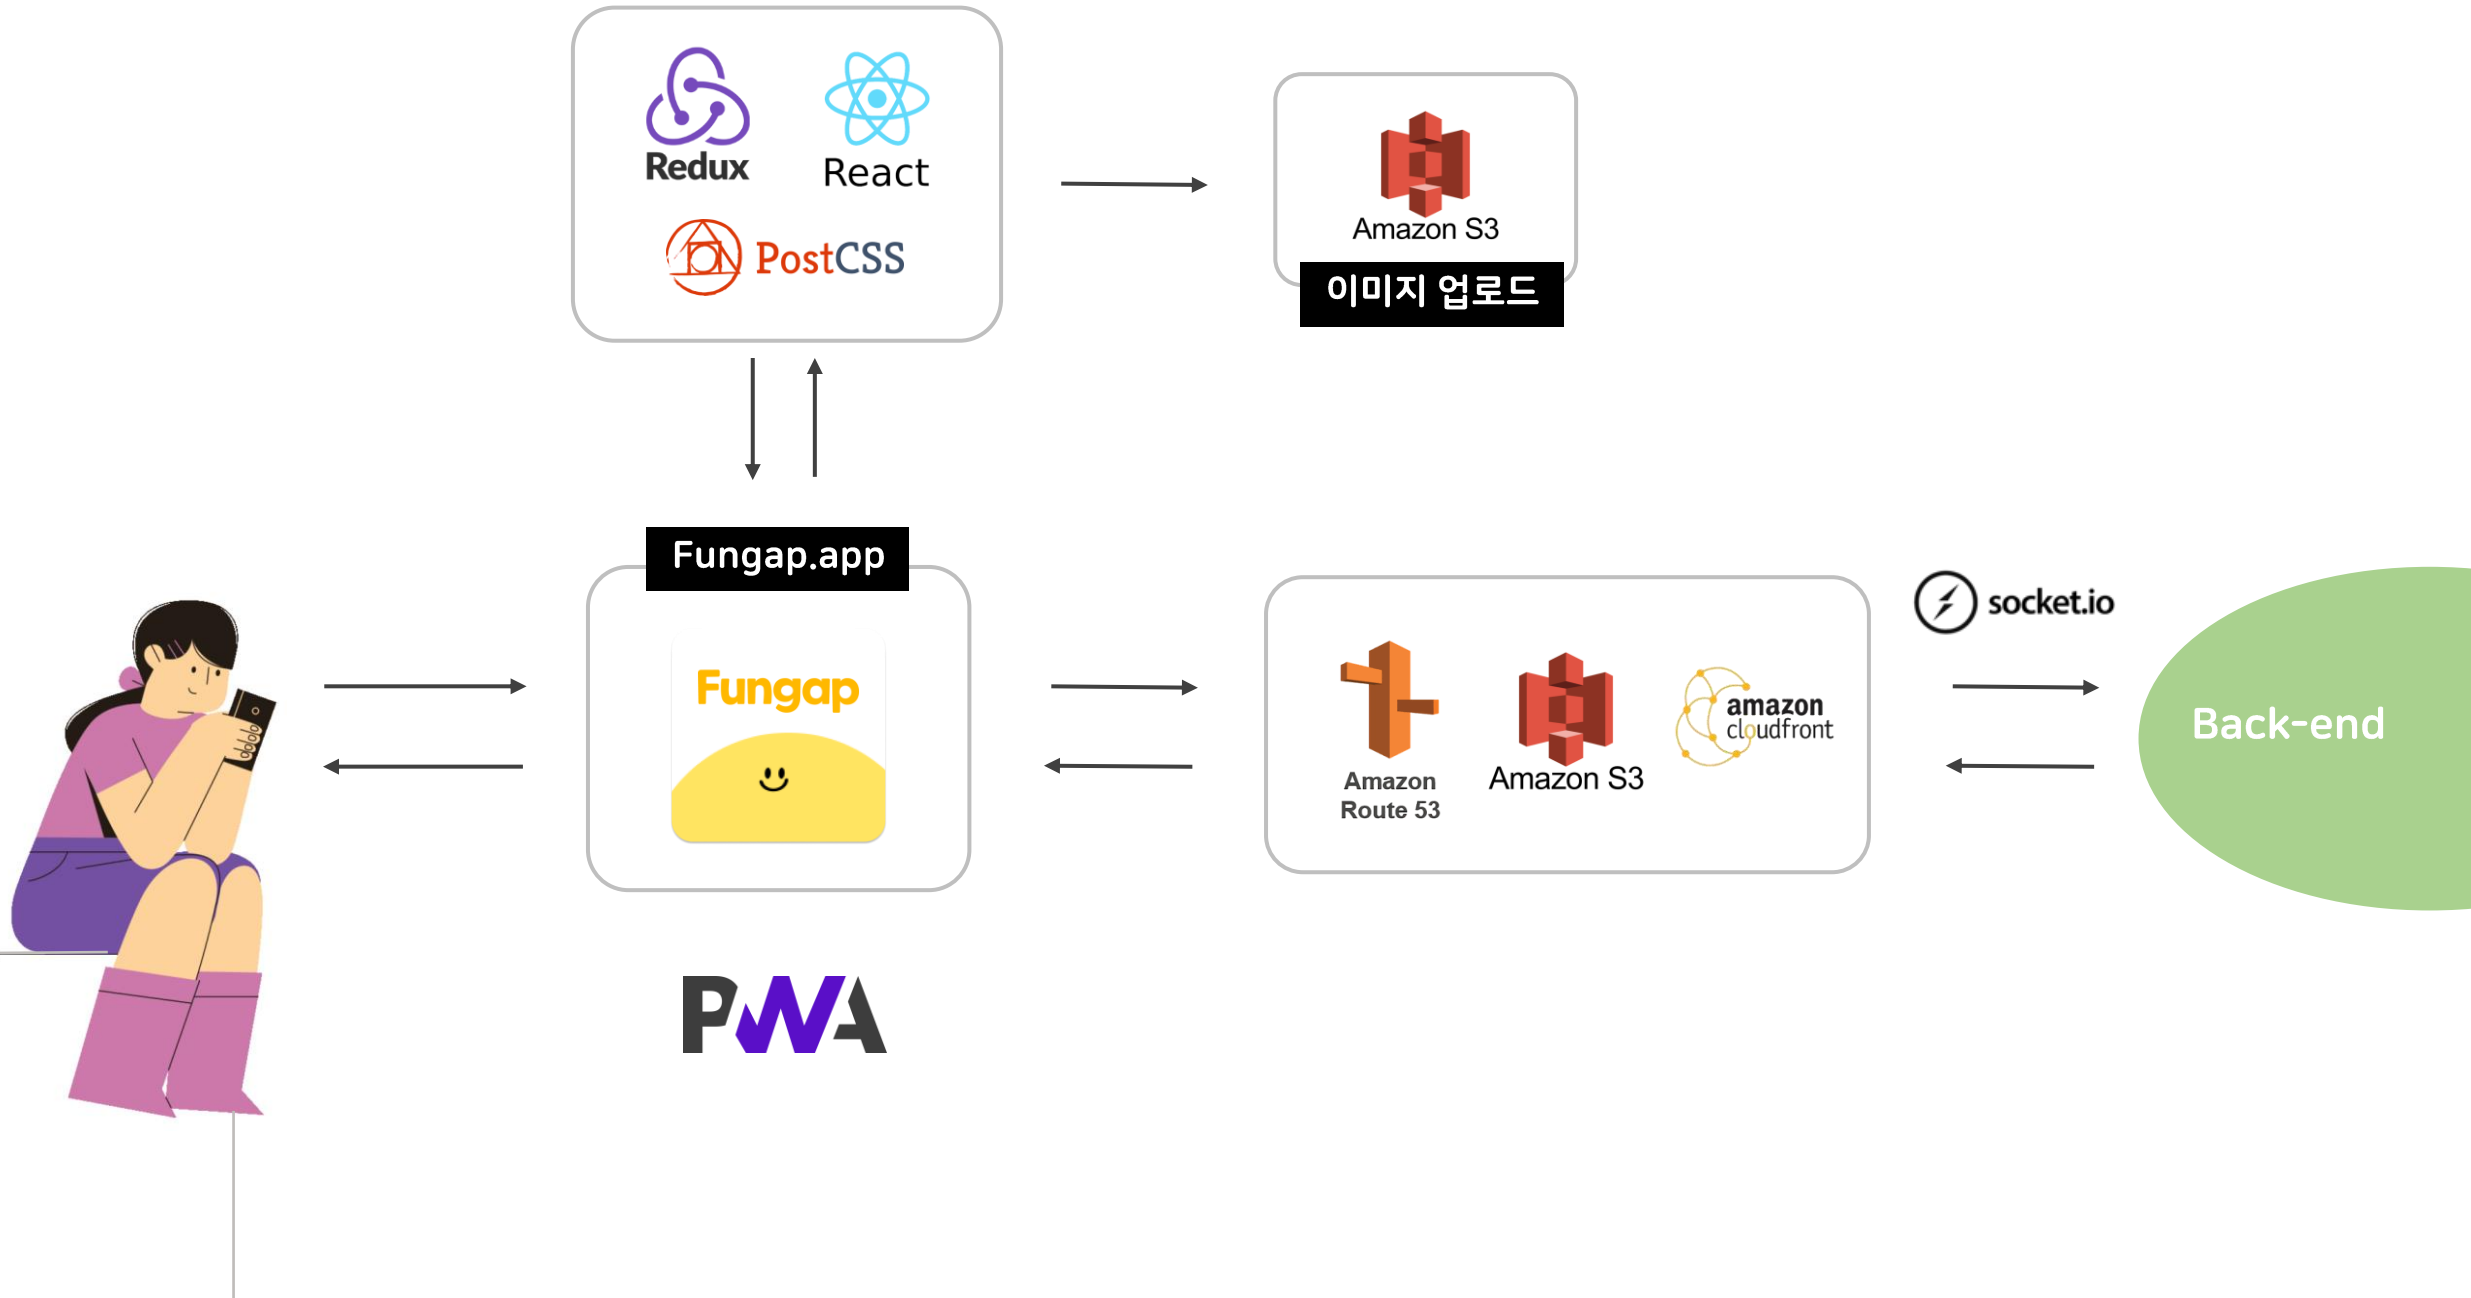 Redux
React
PostCSS
Amazon S3
이미지 업로드
Fungap.app
Fungap
Amazon
Route 53
Amazon S3
amazon
cloudfront
socket.io
Back-end
PWA